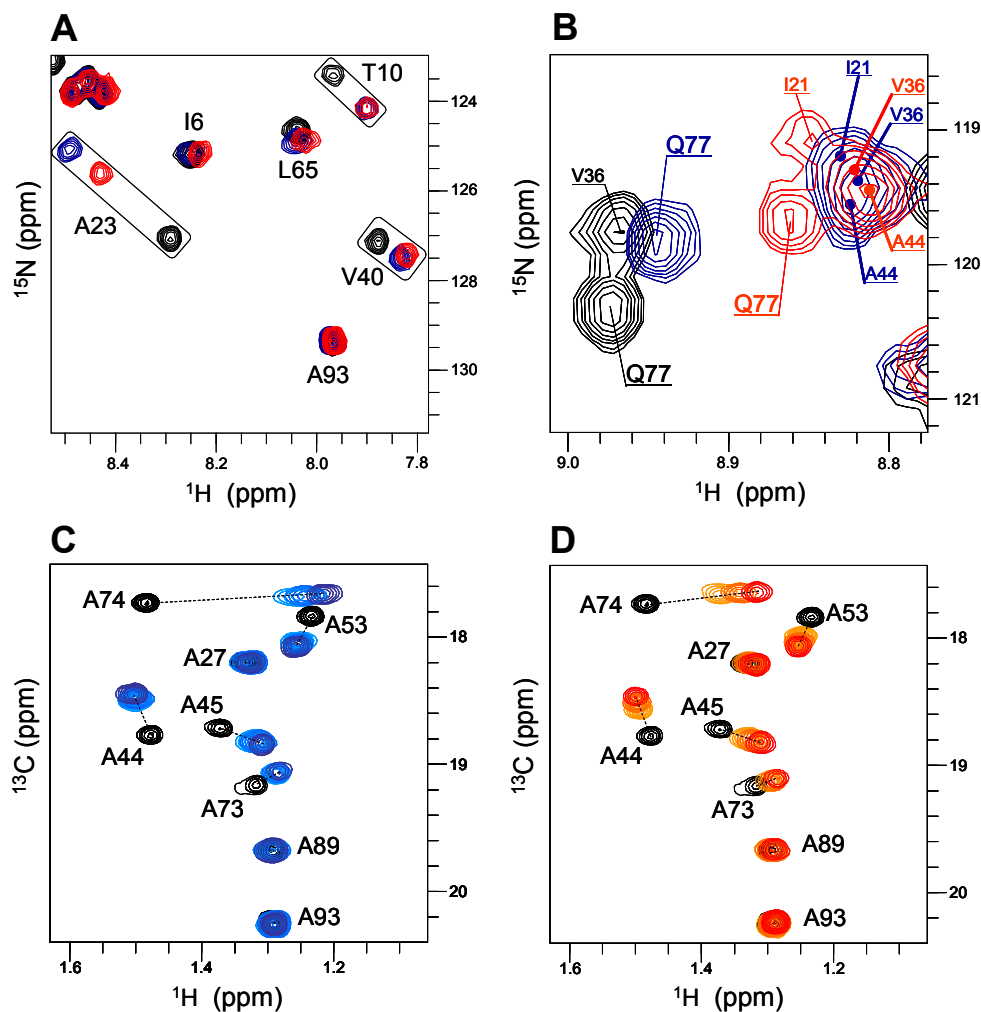 A
B
T10
124
I6
L65
126
A23
V40
128
A93
130
15N (ppm)
8.4
8.2
8.0
7.8
1H (ppm)
I21
I21
V36
V36
Q77
V36
119
A44
A44
Q77
Q77
120
121
15N (ppm)
9.0
8.9
8.8
1H (ppm)
C
D
A74
A53
18
A27
A45
A44
19
A73
A89
20
A93
13C (ppm)
1.6
1.4
1.2
1H (ppm)
A74
A53
18
A27
A45
A44
19
A73
A89
20
A93
13C (ppm)
1.6
1.4
1.2
1H (ppm)